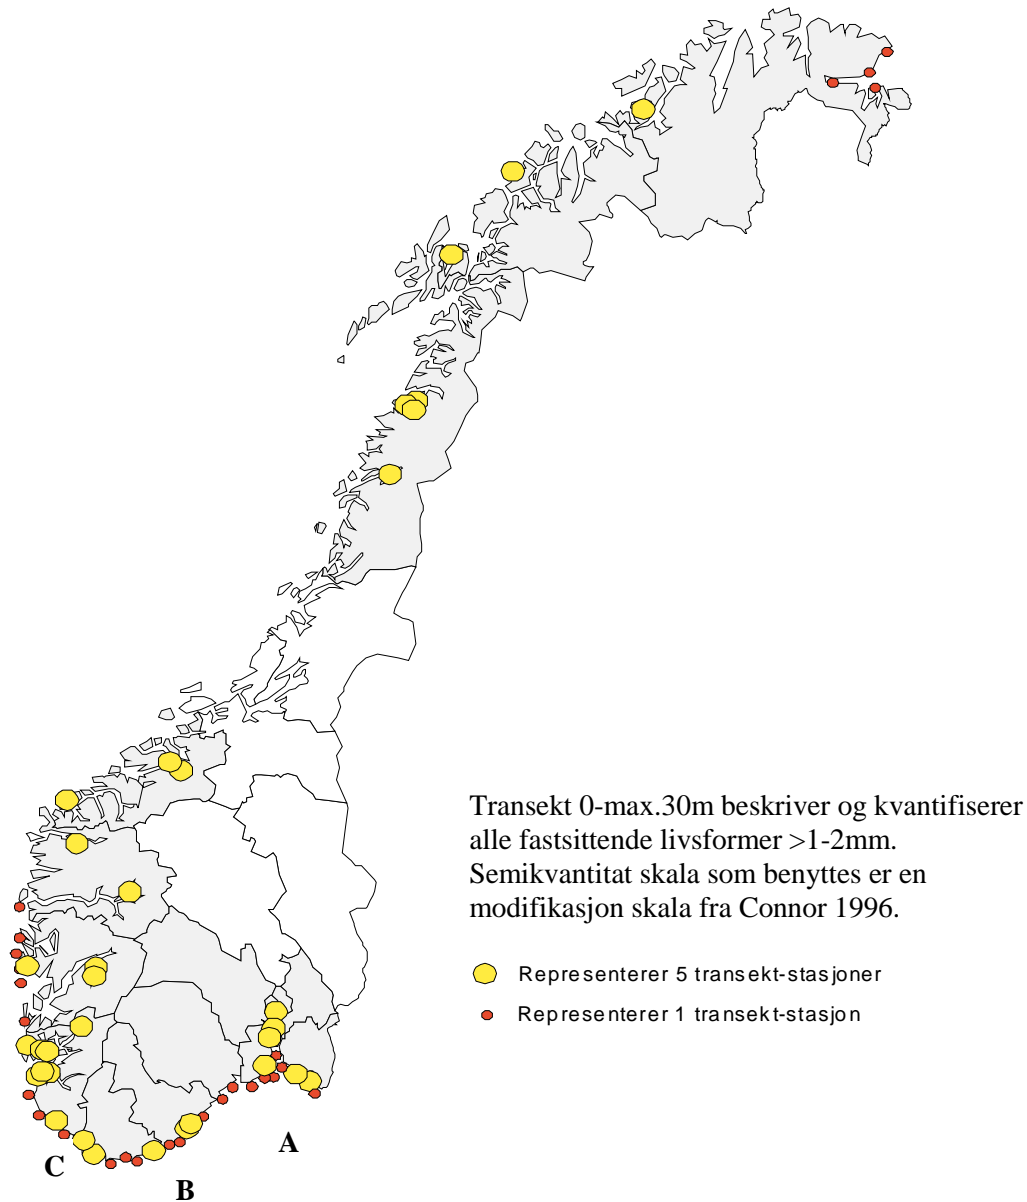 Transekt 0-max.30m beskriver og kvantifiserer
alle fastsittende livsformer >1-2mm.
Semikvantitat skala som benyttes er en
modifikasjon skala fra Connor 1996.
Representerer 5 transekt-stasjoner
Representerer 1 transekt-stasjon
A
C
B